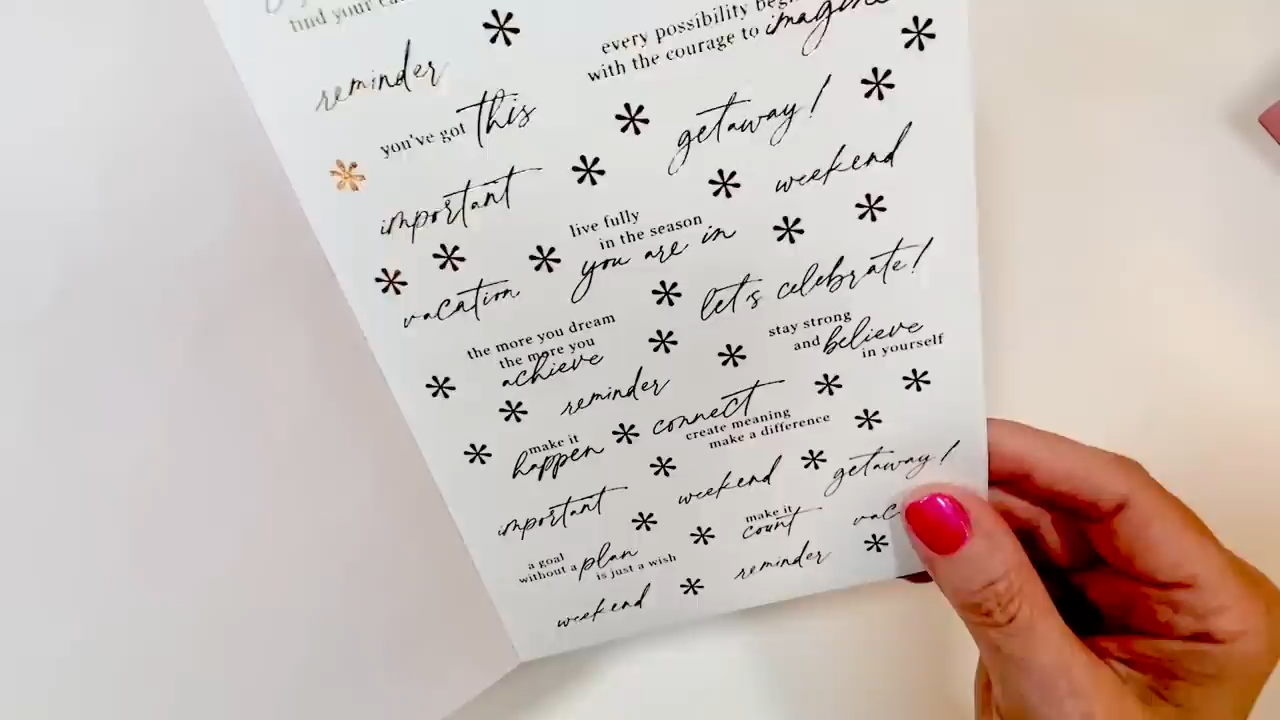 find your
reminder
every possibility
with the courage to imagine
you've got this
getaway!
important
weekend
live fully
in the season
you are in
vacation
let's celebrate!
the more you dream
the more you
achieve
stay strong
and believe
in yourself
reminder
connect
make it
happen
create meaning
make a difference
important
weekend
getaway!
make it
count
a goal
without a plan
is just a wish
reminder
weekend